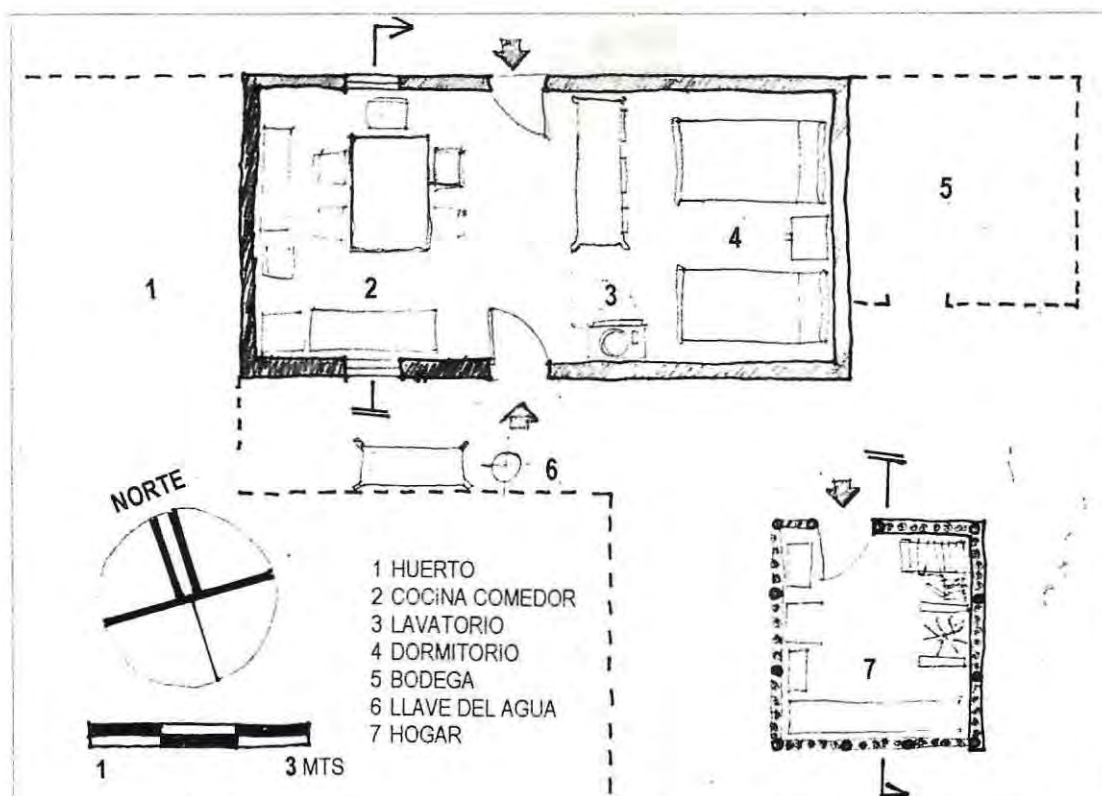 5
4
1
2
3
6
NORTE
1 HUERTO
2 COCiNA COMEDOR
3 LAVATORIO
4 DORMITORIO
5 BODEGA
6 LLAVE DEL AGUA
7 HOGAR
7
1 3 MTS